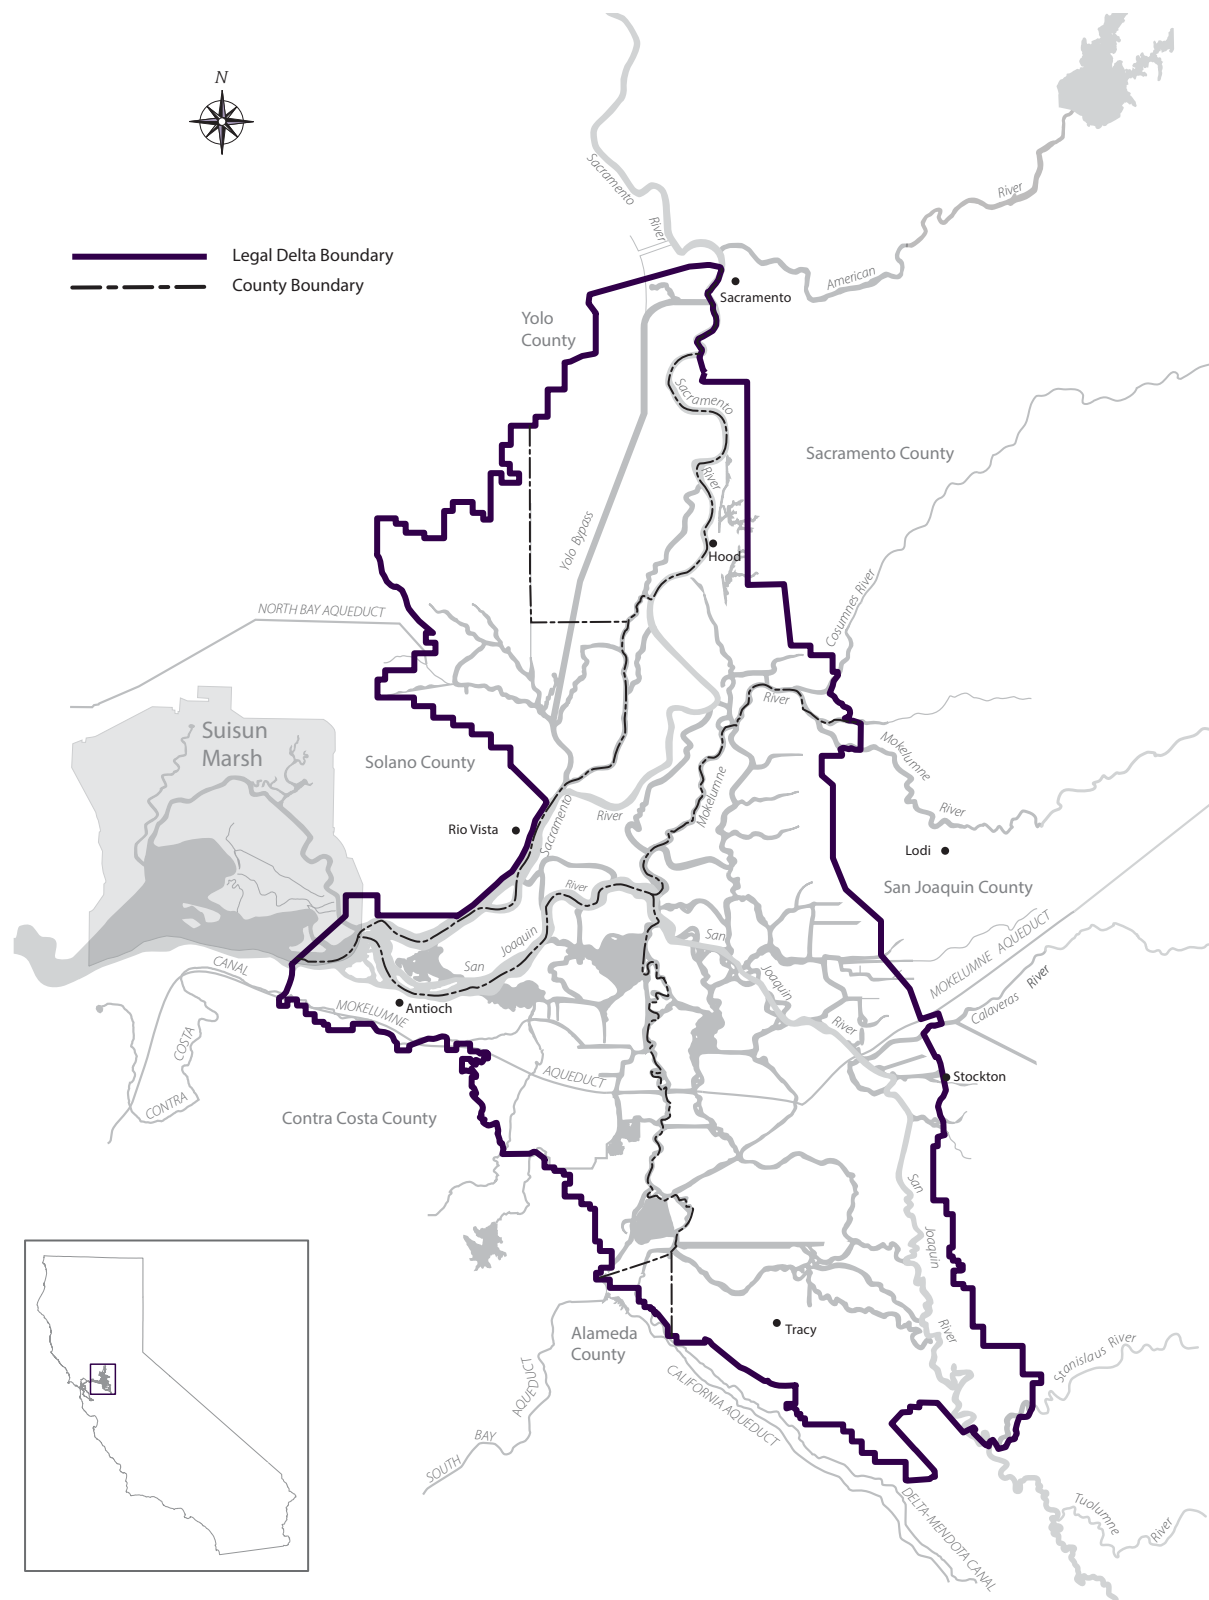 N
Legal Delta Boundary
County Boundary
Sacramento
River
River
American
Sacramento
Yolo
County
Sacramento
River
Sacramento County
Yolo Bypass
Hood
Cosumnes River
NORTH BAY AQUEDUCT
Suisun
Marsh
Solano County
River
Mokelumne
River
Mokelumne
Rio Vista
Sacramento
River
Lodi
San Joaquin County
River
San
Joaquin
San
Joaquin
River
CANAL
MOKELUMNE
AQUEDUCT
Antioch
COSTA
CONTRA
MOKELUMNE AQUEDUCT
Calaveras
River
Stockton
Contra Costa County
San
Joaquin
River
Tracy
Alameda
County
Stanislaus River
SOUTH
BAY
AQUEDUCT
CALIFORNIA AQUEDUCT
DELTA-MENDOTA CANAL
Tuolumne
River